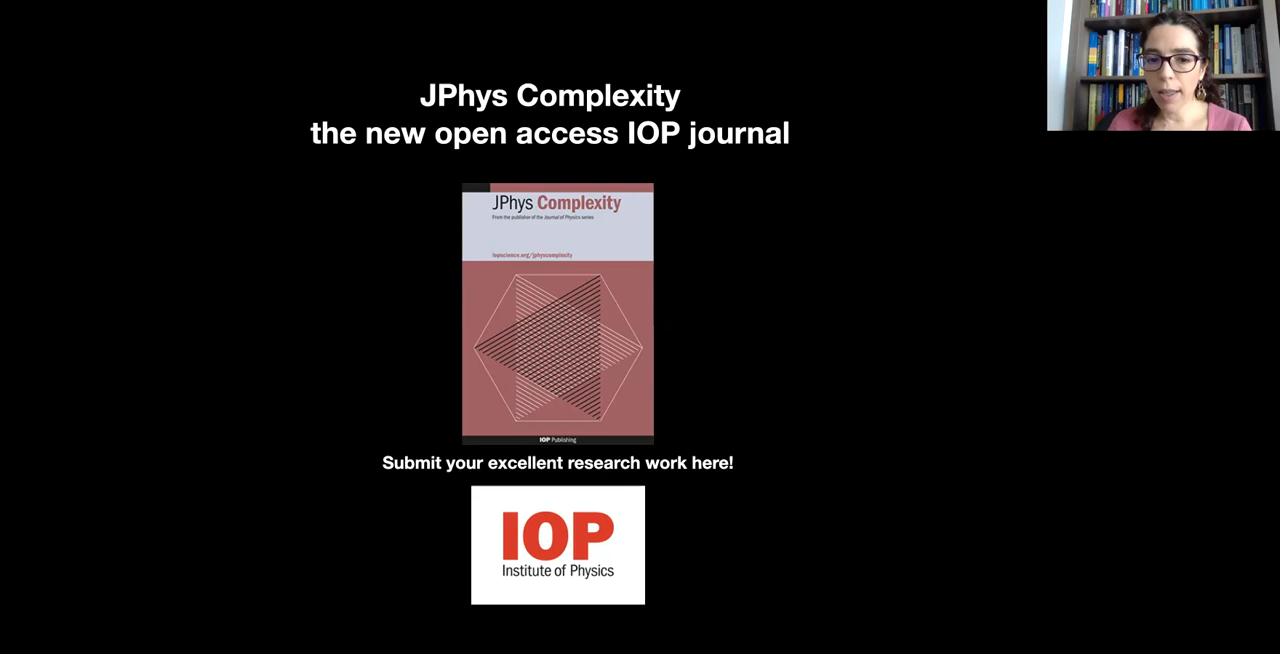 JPhys Complexity
the new open access IOP journal
JPhys Complexity
From the publisher of the Journal of Physics series
iopscience.org/jphyscomplexity
IOP Publishing
Submit your excellent research work here!
IOP
Institute of Physics